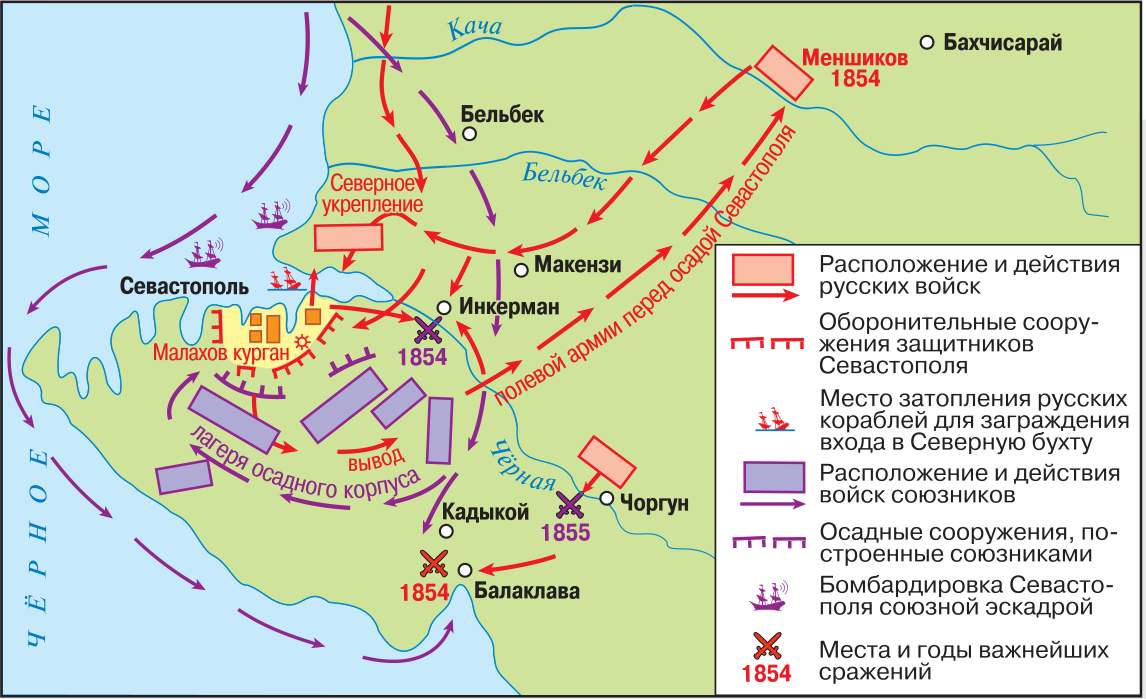 Кача
Бахчисарай
Меншиков
1854
Бельбек
Бельбек
МОРЕ
Северное
укрепление
Макензи
Севастополь
Инкерман
1854
Малахов курган
вывод
полевой армии перед осадой Севастополя
лагеря осадного корпуса
Чёрная
Чоргун
1855
Кадыкой
1854
Балаклава
ЧЁРНОЕ
Расположение и действия
русских войск
Оборонительные соору-
жения защитников
Севастополя
Место затопления русских
кораблей для заграждения
входа в Северную бухту
Расположение и действия
войск союзников
Осадные сооружения, по-
строенные союзниками
Бомбардировка Севасто-
поля союзной эскадрой
1854
Места и годы важнейших
сражений